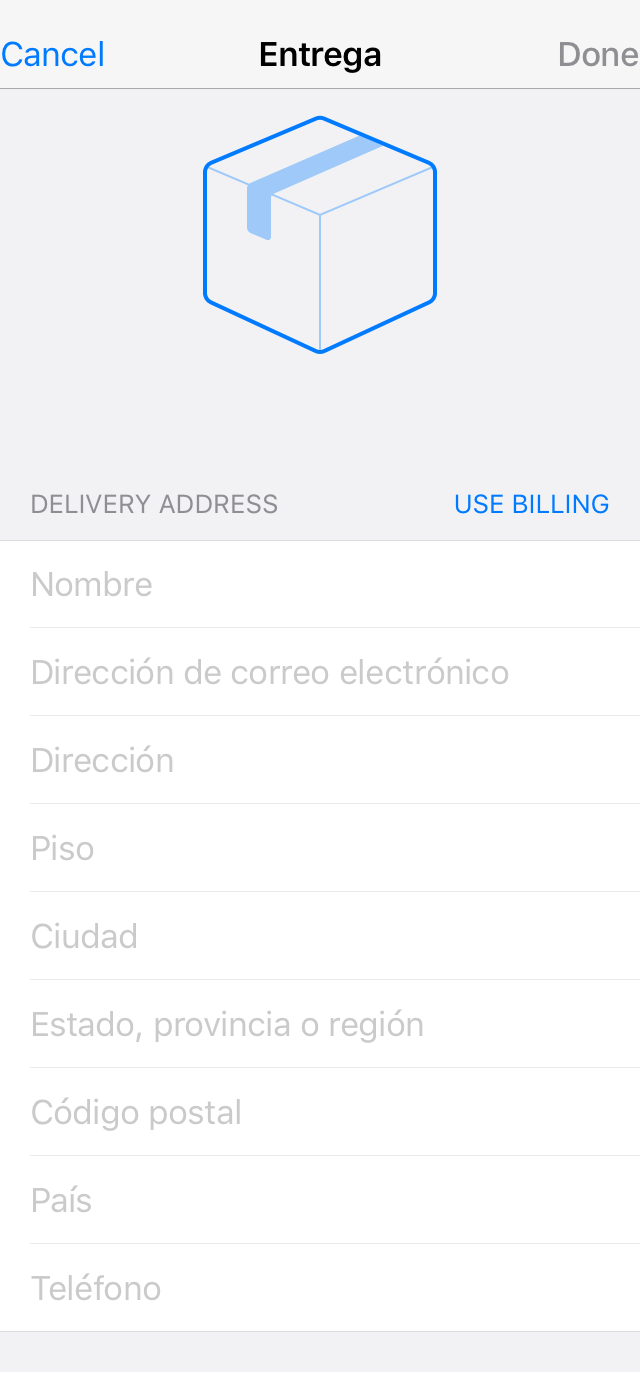 Cancel Entrega Done
DELIVERY ADDRESS USE BILLING
Nombre
Dirección de correo electrónico
Dirección
Piso
Ciudad
Estado, provincia o región
Código postal
País
Teléfono